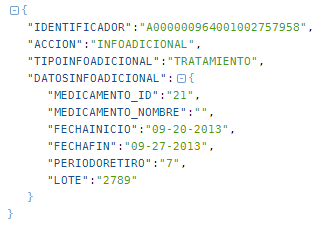 {
"IDENTIFICADOR":"A000000964001002757958",
"ACCION":"INFOADICIONAL",
"TIPOINFOADICIONAL":"TRATAMIENTO",
"DATOSINFOADICIONAL":{
"MEDICAMENTO_ID":"21",
"MEDICAMENTO_NOMBRE":"",
"FECHAINICIO":"09-20-2013",
"FECHAFIN":"09-27-2013",
"PERIODORETIRO":"7",
"LOTE":"2789"
}
}